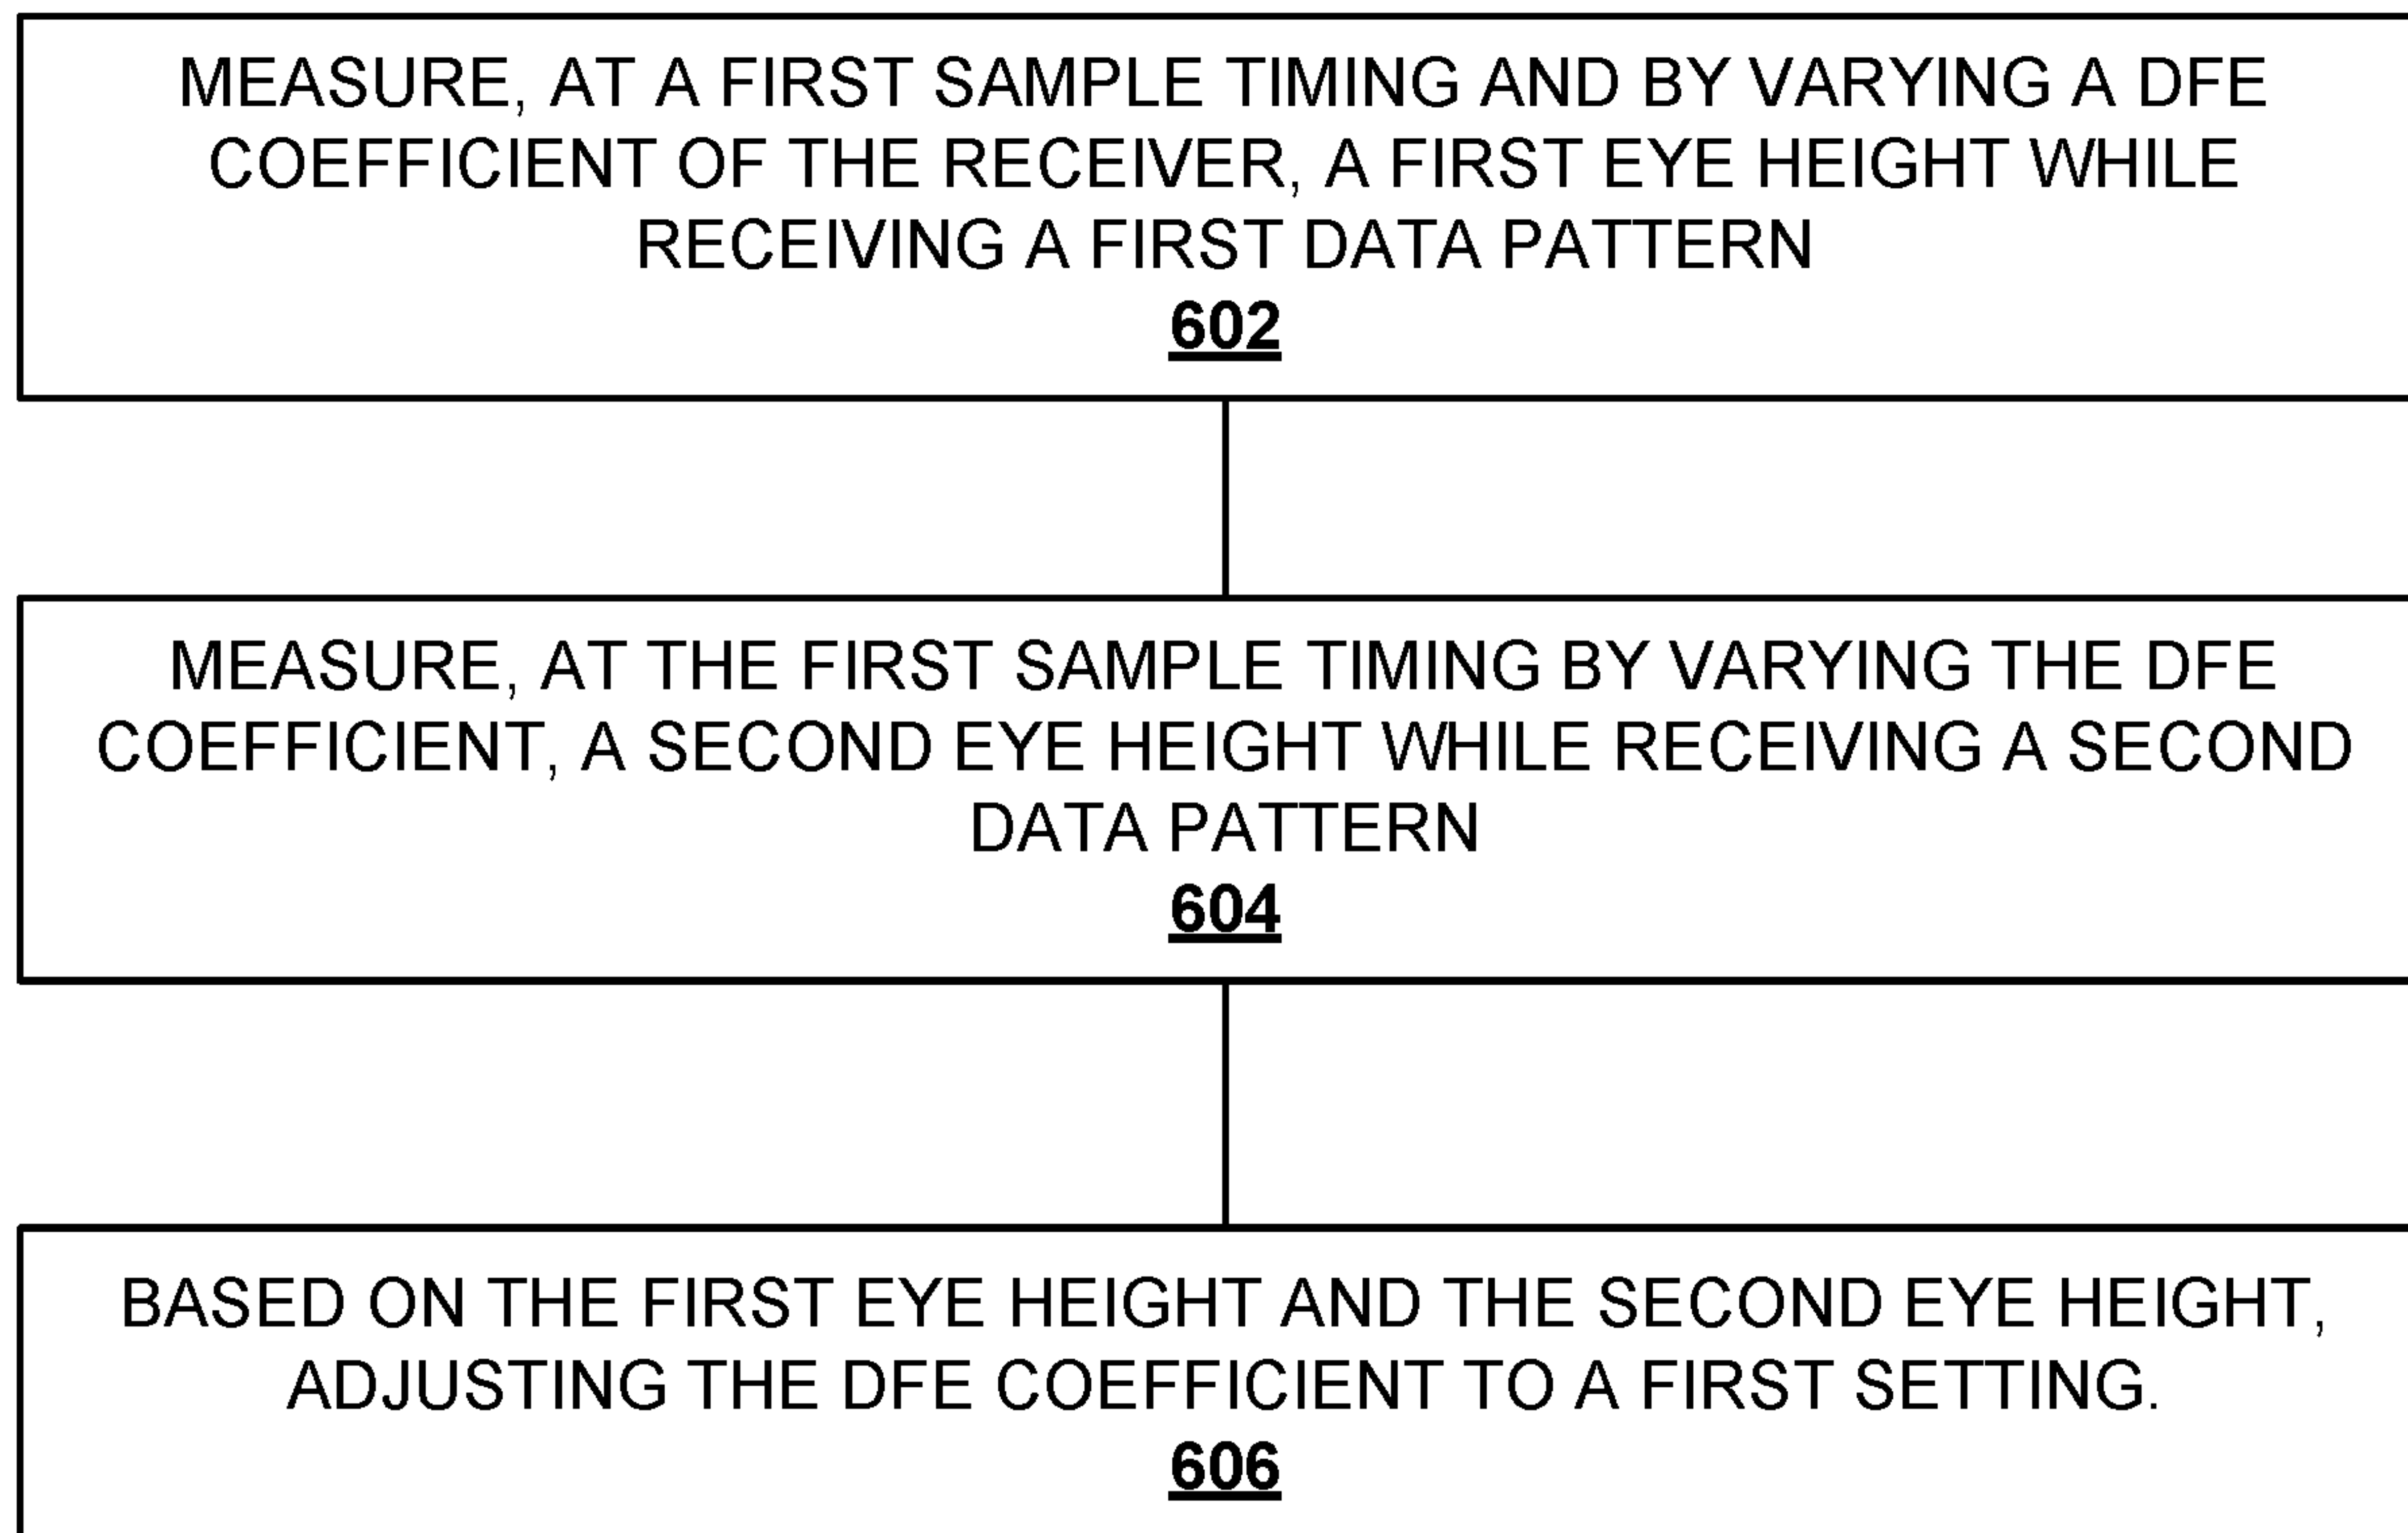 MEASURE, AT A FIRST SAMPLE TIMING AND BY VARYING A DFE
COEFFICIENT OF THE RECEIVER, A FIRST EYE HEIGHT WHILE
RECEIVING A FIRST DATA PATTERN
602
MEASURE, AT THE FIRST SAMPLE TIMING BY VARYING THE DFE
COEFFICIENT, A SECOND EYE HEIGHT WHILE RECEIVING A SECOND
DATA PATTERN
604
BASED ON THE FIRST EYE HEIGHT AND THE SECOND EYE HEIGHT,
ADJUSTING THE DFE COEFFICIENT TO A FIRST SETTING.
606